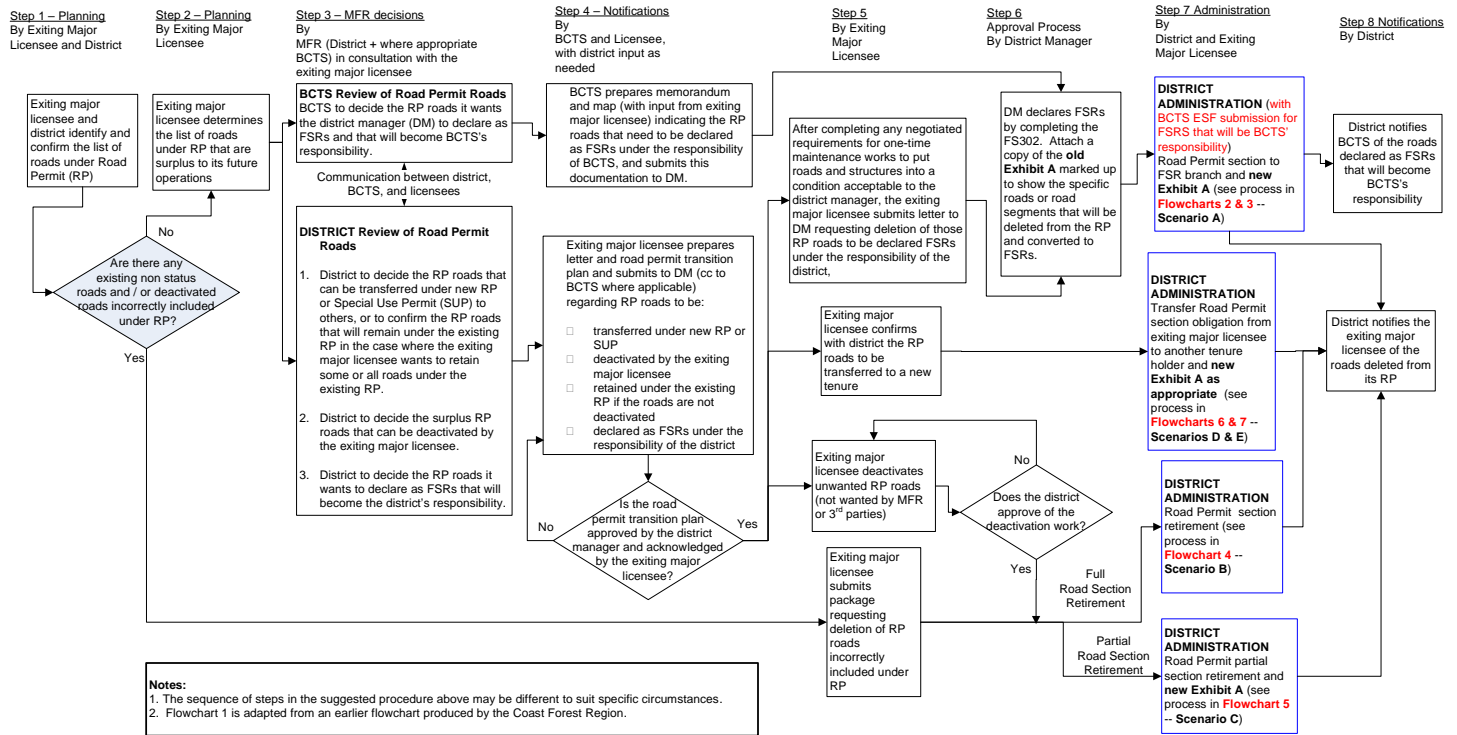 Step 1 – Planning
By Exiting Major
Licensee and District
Step 2 – Planning
By Exiting Major
Licensee
Step 3 – MFR decisions
By
MFR (District + where appropriate
BCTS) in consultation with the
exiting major licensee
Step 4 – Notifications
By
BCTS and Licensee,
with district input as
needed
Step 5
By Exiting
Major
Licensee
Step 6
Approval Process
By District Manager
Step 7 Administration
By
District and Exiting
Major Licensee
Step 8 Notifications
By District
Exiting major
licensee and
district identify and
confirm the list of
roads under Road
Permit (RP)
Exiting major
licensee determines
the list of roads
under RP that are
surplus to its future
operations
No
Are there any
existing non status
roads and / or deactivated
roads incorrectly included
under RP?
Yes
BCTS Review of Road Permit Roads
BCTS to decide the RP roads it wants
the district manager (DM) to declare as
FSRs and that will become BCTS's
responsibility.
Communication between district,
BCTS, and licensees
DISTRICT Review of Road Permit
Roads
1. District to decide the RP roads that
can be transferred under new RP
or Special Use Permit (SUP) to
others, or to confirm the RP roads
that will remain under the existing
RP in the case where the exiting
major licensee wants to retain
some or all roads under the
existing RP.
2. District to decide the surplus RP
roads that can be deactivated by
the exiting major licensee.
3. District to decide the RP roads it
wants to declare as FSRs that will
become the district's responsibility.
BCTS prepares memorandum
and map (with input from exiting
major licensee) indicating the RP
roads that need to be declared
as FSRs under the responsibility
of BCTS, and submits this
documentation to DM.
Exiting major licensee prepares
letter and road permit transition
plan and submits to DM (cc to
BCTS where applicable)
regarding RP roads to be:
transferred under new RP or
SUP
deactivated by the exiting
major licensee
retained under the existing
RP if the roads are not
deactivated
declared as FSRs under the
responsibility of the district
No
Is the road
permit transition plan
approved by the district
manager and acknowledged
by the exiting major
licensee?
Yes
After completing any negotiated
requirements for one-time
maintenance works to put
roads and structures into a
condition acceptable to the
district manager, the exiting
major licensee submits letter to
DM requesting deletion of those
RP roads to be declared FSRs
under the responsibility of the
district,
Exiting major
licensee confirms
with district the RP
roads to be
transferred to a new
tenure
Exiting major
licensee deactivates
unwanted RP roads
(not wanted by MFR
or 3rd parties)
Exiting major
licensee
submits
package
requesting
deletion of RP
roads
incorrectly
included under
RP
DM declares FSRs
by completing the
FS302. Attach a
copy of the old
Exhibit A marked up
to show the specific
roads or road
segments that will be
deleted from the RP
and converted to
FSRs.
No
Does the district
approve of the
deactivation work?
Yes
Full
Road Section
Retirement
Partial
Road Section
Retirement
DISTRICT
ADMINISTRATION (with
BCTS ESF submission for
FSRS that will be BCTS'
responsibility)
Road Permit section to
FSR branch and new
Exhibit A (see process in
Flowcharts 2 & 3 --
Scenario A)
DISTRICT
ADMINISTRATION
Transfer Road Permit
section obligation from
exiting major licensee
to another tenure
holder and new
Exhibit A as
appropriate (see
process in
Flowcharts 6 & 7 –
Scenarios D & E)
DISTRICT
ADMINISTRATION
Road Permit section
retirement (see
process in
Flowchart 4 --
Scenario B)
DISTRICT
ADMINISTRATION
Road Permit partial
section retirement and
new Exhibit A (see
process in Flowchart 5
-- Scenario C)
District notifies
BCTS of the roads
declared as FSRs
that will become
BCTS's
responsibility
District notifies the
exiting major
licensee of the
roads deleted from
its RP
Notes:
1. The sequence of steps in the suggested procedure above may be different to suit specific circumstances.
2. Flowchart 1 is adapted from an earlier flowchart produced by the Coast Forest Region.